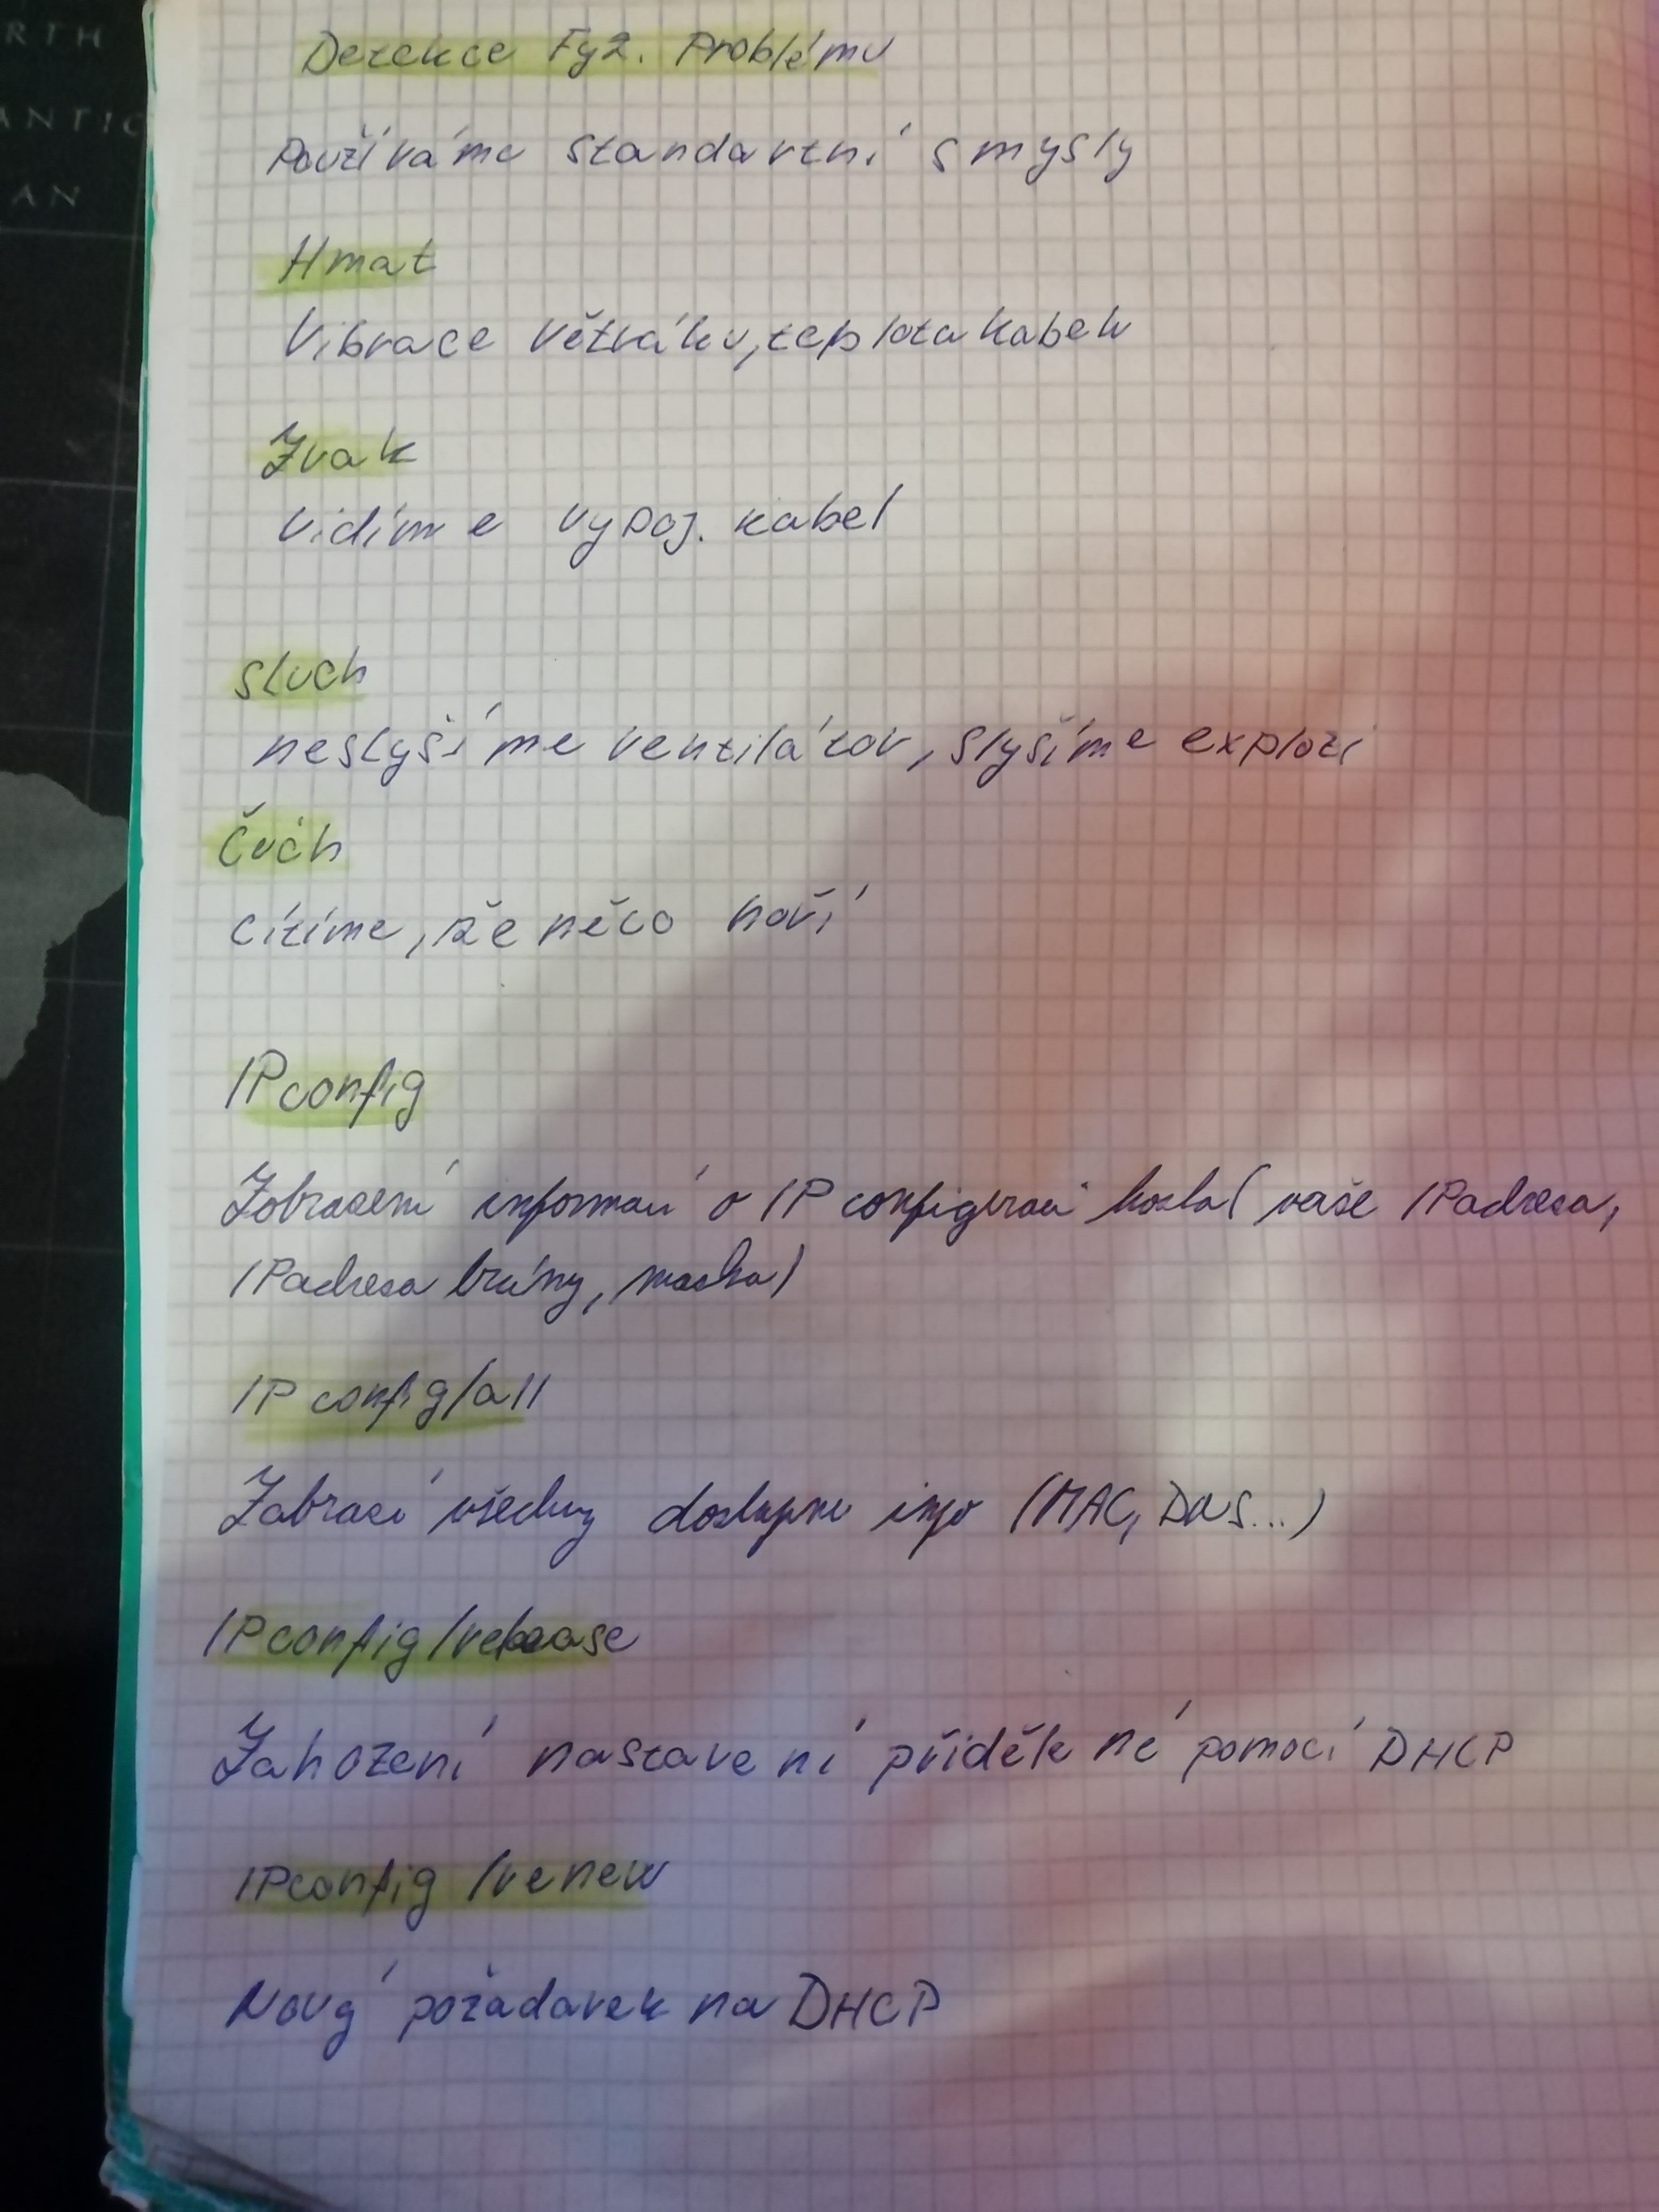 RTH
ANTIC
AN
Detekce Fyz. Problému
Používáme standartní smysly
Hmat
Vibrace větráku, teplota kabelu
Zrak
Vidíme vypoj. kabel
Sluch
neslyšíme ventilátor, slyšíme explozi
Čich
cítíme, že něco hoří
IPconfig
Zobrazení informací o IP configuraci hosta (vaše IPadresa,
IPadresa brány, maska)
IPconfig/all
Zobrazí všechny dostupné info (MAC, DNS...)
IPconfig /release
Zahození nastavení přidělené pomocí DHCP
IPconfig /renew
Nový požadavek na DHCP